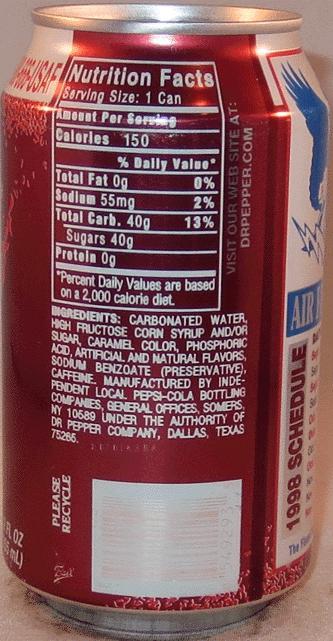 Nutrition Facts
Serving Size: 1 Can
Amount Per Serving
Calories 150
% Daily Value*
Total Fat 0g 0%
Sodium 55mg 2%
Total Carb. 40g 13%
Sugars 40g
Protein 0g
*Percent Daily Values are based
on a 2,000 calorie diet.
INGREDIENTS: CARBONATED WATER,
HIGH FRUCTOSE CORN SYRUP AND/OR
SUGAR, CARAMEL COLOR, PHOSPHORIC
ACID, ARTIFICIAL AND NATURAL FLAVORS,
SODIUM BENZOATE (PRESERVATIVE),
CAFFEINE. MANUFACTURED BY INDE-
PENDENT LOCAL PEPSI-COLA BOTTLING
COMPANIES, GENERAL OFFICES, SOMERS,
NY 10589 UNDER THE AUTHORITY OF
DR PEPPER COMPANY, DALLAS, TEXAS
75265.
VISIT OUR WEB SITE AT:
DRPEPPER.COM
PLEASE
RECYCLE
FL OZ
mL)
AIR
1998 SCHEDULE
The